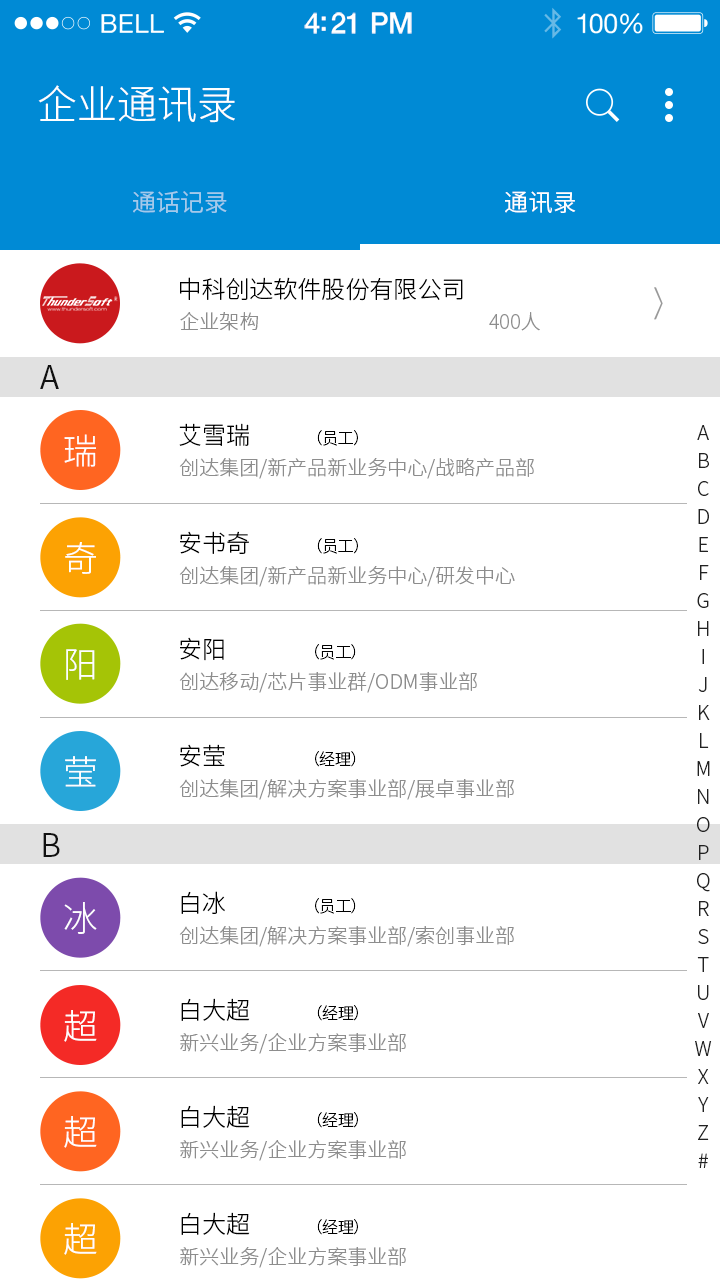 BELL 4:21 PM 100%
企业通讯录
通话记录 通讯录
ThunderSoft®
www.thundersoft.com
中科创达软件股份有限公司
企业架构 400人
A
瑞 艾雪瑞 (员工)
创达集团/新产品新业务中心/战略产品部
奇 安书奇 (员工)
创达集团/新产品新业务中心/研发中心
阳 安阳 (员工)
创达移动/芯片事业群/ODM事业部
莹 安莹 (经理)
创达集团/解决方案事业部/展卓事业部
B
冰 白冰 (员工)
创达集团/解决方案事业部/索创事业部
超 白大超 (经理)
新兴业务/企业方案事业部
超 白大超 (经理)
新兴业务/企业方案事业部
超 白大超 (经理)
新兴业务/企业方案事业部
A
B
C
D
E
F
G
H
I
J
K
L
M
N
O
P
Q
R
S
T
U
V
W
X
Y
Z
#